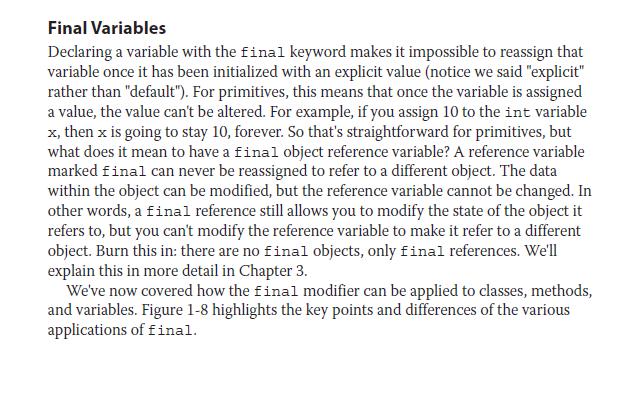 Final Variables
Declaring a variable with the final keyword makes it impossible to reassign that
variable once it has been initialized with an explicit value (notice we said "explicit"
rather than "default"). For primitives, this means that once the variable is assigned
a value, the value can't be altered. For example, if you assign 10 to the int variable
x, then x is going to stay 10, forever. So that's straightforward for primitives, but
what does it mean to have a final object reference variable? A reference variable
marked final can never be reassigned to refer to a different object. The data
within the object can be modified, but the reference variable cannot be changed. In
other words, a final reference still allows you to modify the state of the object it
refers to, but you can't modify the reference variable to make it refer to a different
object. Burn this in: there are no final objects, only final references. We'll
explain this in more detail in Chapter 3.
We've now covered how the final modifier can be applied to classes, methods,
and variables. Figure 1-8 highlights the key points and differences of the various
applications of final.